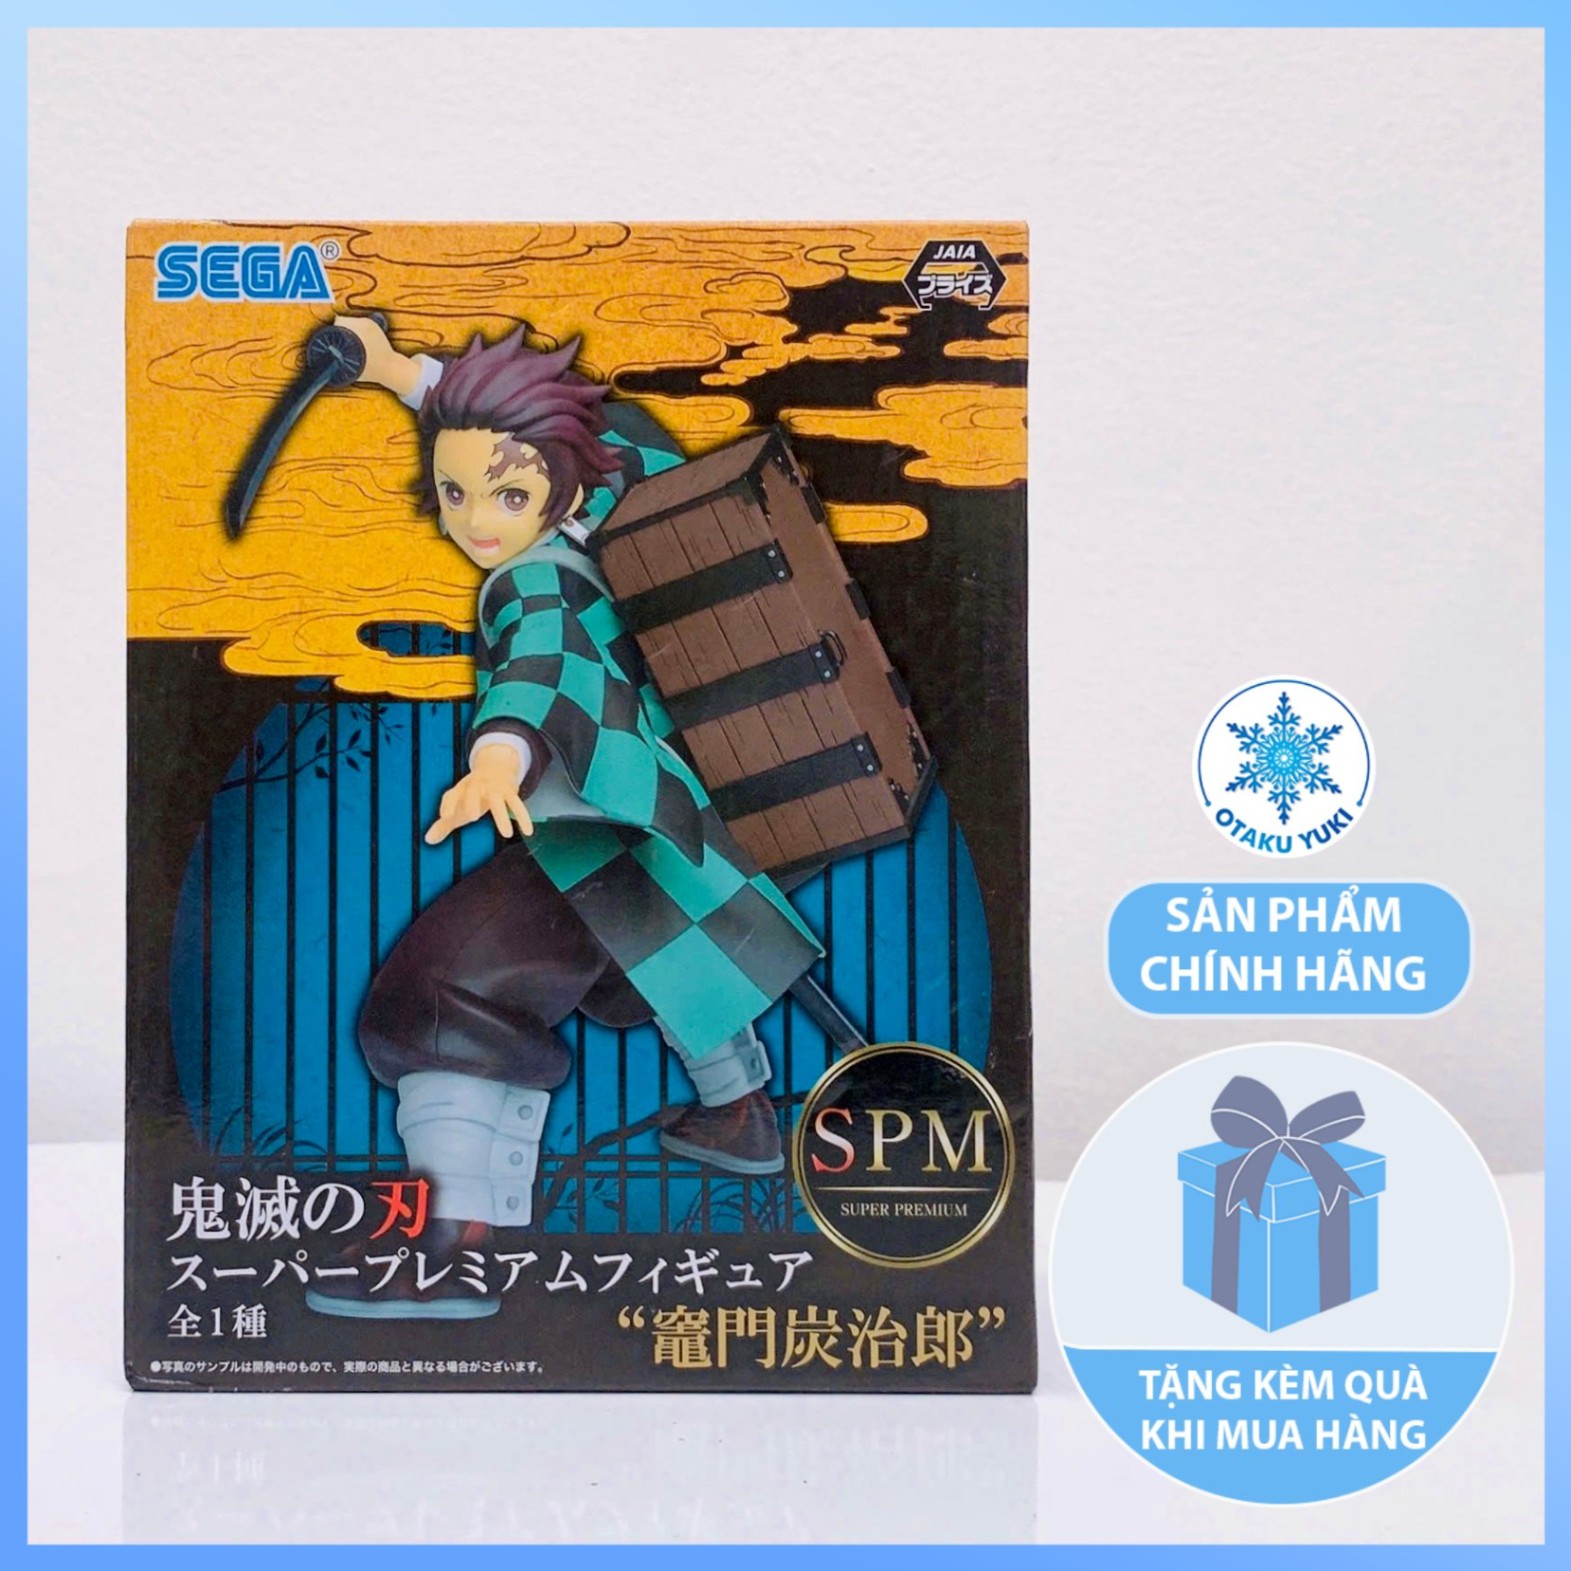 SEGA®
JAIA
プライズ
SPM
SUPER PREMIUM
鬼滅の刃
スーパープレミアムフィギュア
全1種
“竈門炭治郎”
●写真のサンプルは開発中のもので、実際の商品と異なる場合がございます。
OTAKU YUKI
SẢN PHẨM
CHÍNH HÃNG
TẶNG KÈM QUÀ
KHI MUA HÀNG